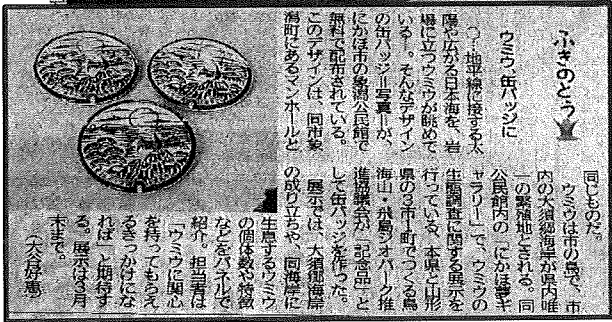 ふきのとう
ウミウ、缶バッジに
○…地平線に接する太
陽や広がる日本海を、岩
場に立つウミウが眺めて
いる―。そんなデザイン
の缶バッジ=写真=が、
にかほ市の象潟公民館で
無料で配布されている。
このデザインは、同市象
潟町にあるマンホールと
同じものだ。
ウミウは市の鳥で、市
内の大須郷海岸が県内唯
一の繁殖地とされる。同
公民館内の「にかほ夢ギ
ャラリー」で、ウミウの
生態調査に関する展示を
行っている、本県と山形
県の3市1町でつくる鳥
海山・飛島ジオパーク推
進協議会が「記念品」と
して缶バッジを作った。
展示では、大須郷海岸
の成り立ちや、同海岸に
生息するウミウ
の個体数や特徴
などをパネルで
紹介。担当者は
「ウミウに関心
を持ってもらえ
るきっかけにな
れば」と期待す
る。展示は3月
末まで。
(大谷好恵)